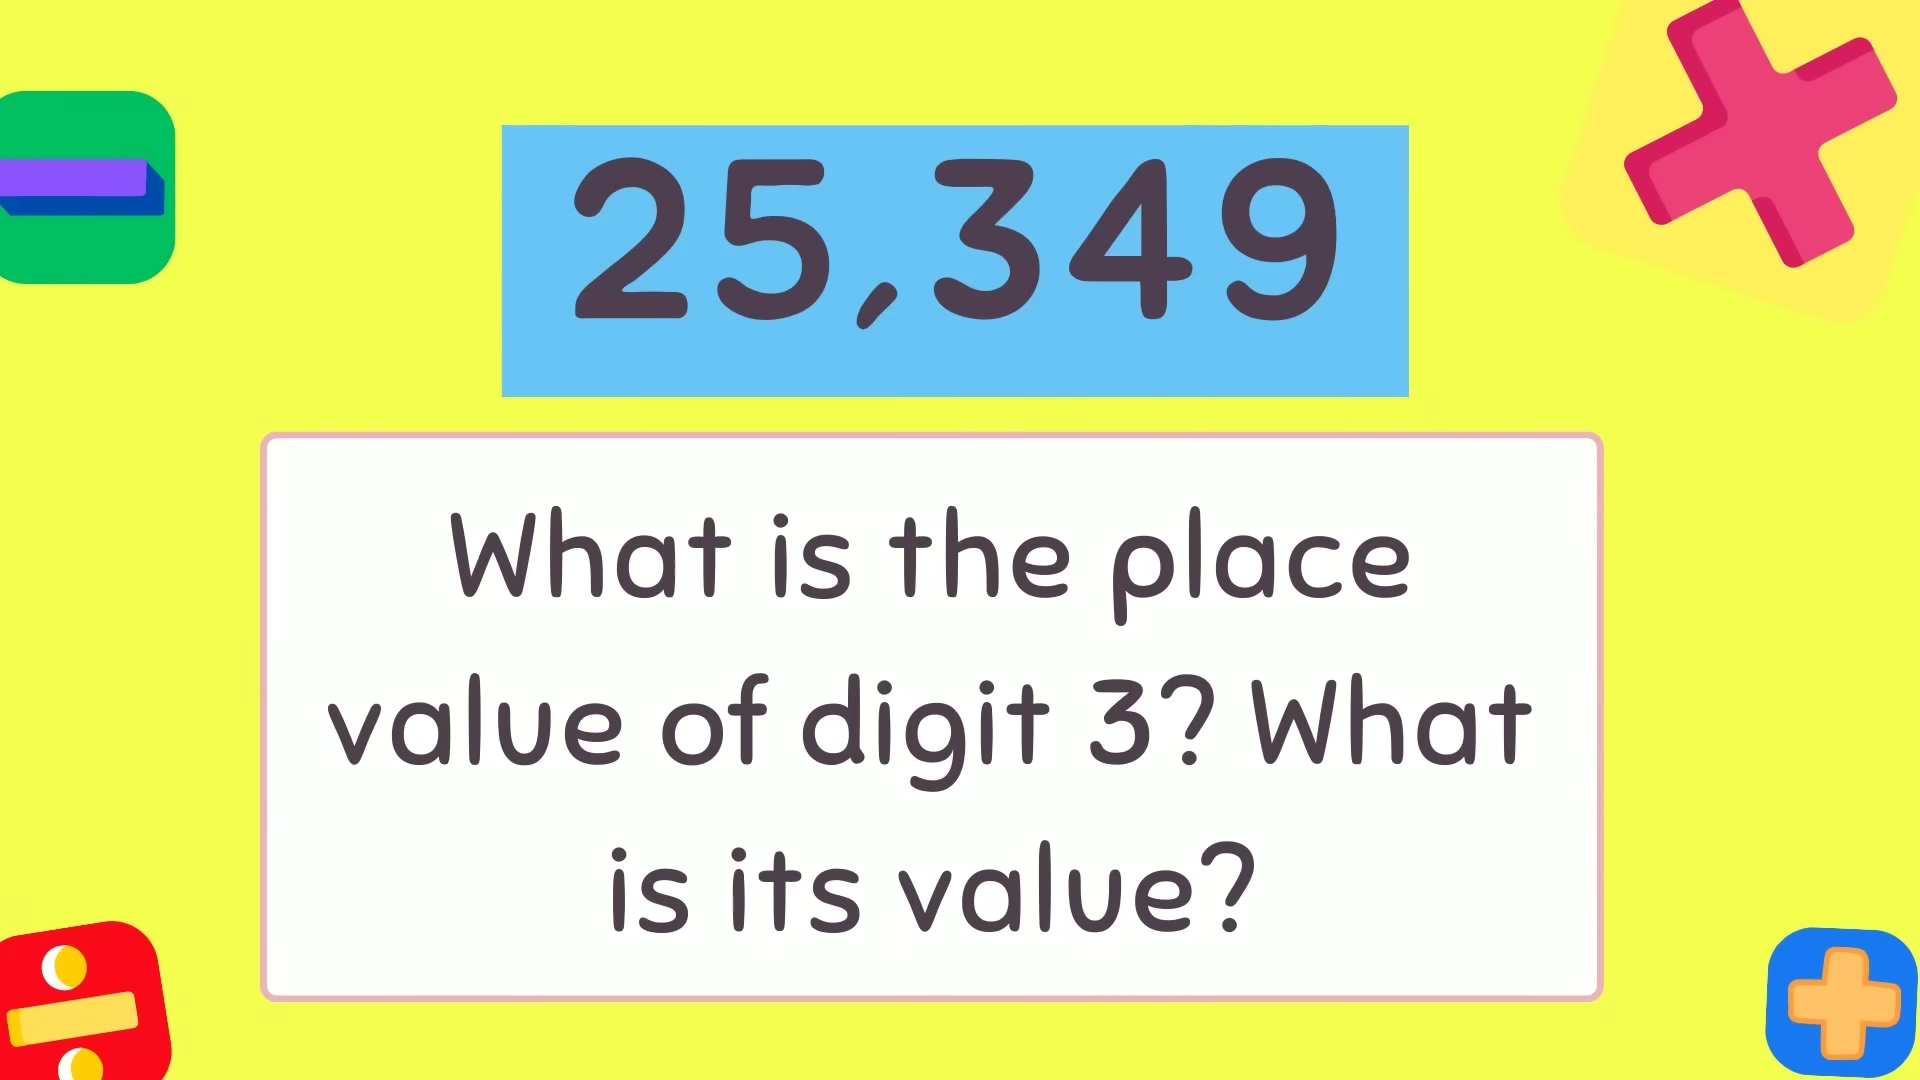 25,349
What is the place
value of digit 3? What
is its value?